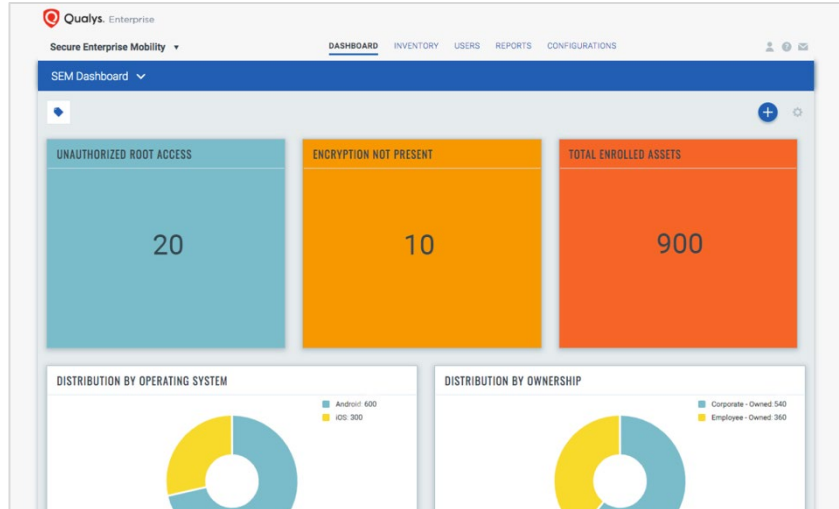 Qualys. Enterprise
Secure Enterprise Mobility
DASHBOARD INVENTORY USERS REPORTS CONFIGURATIONS
SEM Dashboard
UNAUTHORIZED ROOT ACCESS
20
ENCRYPTION NOT PRESENT
10
TOTAL ENROLLED ASSETS
900
DISTRIBUTION BY OPERATING SYSTEM
Android: 600
iOS: 300
DISTRIBUTION BY OWNERSHIP
Corporate - Owned: 540
Employee - Owned: 360